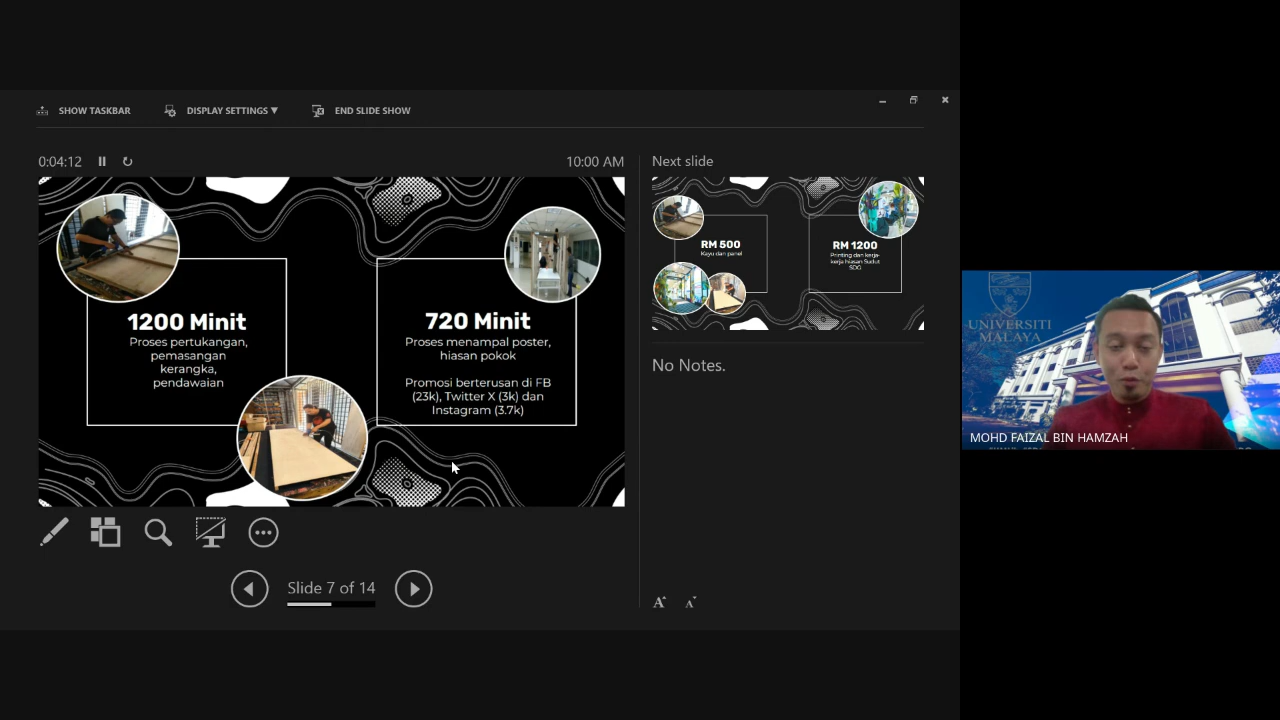 SHOW TASKBAR
DISPLAY SETTINGS ▼
END SLIDE SHOW
0:04:12
10:00 AM
1200 Minit
Proses pertukangan,
pemasangan
kerangka,
pendawaian
720 Minit
Proses menampal poster,
hiasan pokok
Promosi berterusan di FB
(23k), Twitter X (3k) dan
Instagram (3.7k)
Slide 7 of 14
Next slide
RM 500
Kayu dan panel
RM 1200
Printing dan kerja-
kerja hiasan Sudut
SDG
No Notes.
A A
UNIVERSITI
MALAYA
MOHD FAIZAL BIN HAMZAH